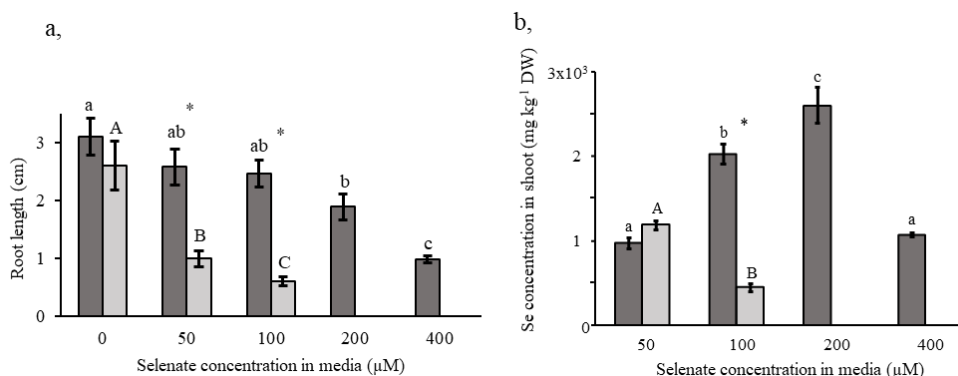 a,
Root length (cm)
3
2
1
0
a
A
ab
*
B
ab
*
C
b
c
0 50 100 200 400
Selenate concentration in media (µM)
b,
Se concentration in shoot (mg kg⁻¹ DW)
3x10³
2
1
0
a
A
b
*
B
c
a
50 100 200 400
Selenate concentration in media (µM)